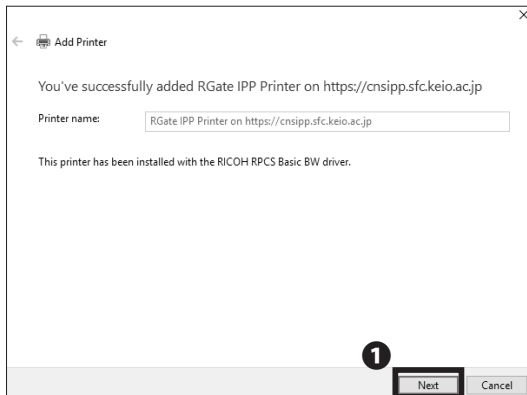 Add Printer
You've successfully added RGate IPP Printer on https://cnsipp.sfc.keio.ac.jp
Printer name: RGate IPP Printer on https://cnsipp.sfc.keio.ac.jp
This printer has been installed with the RICOH RPCS Basic BW driver.
1
Next Cancel